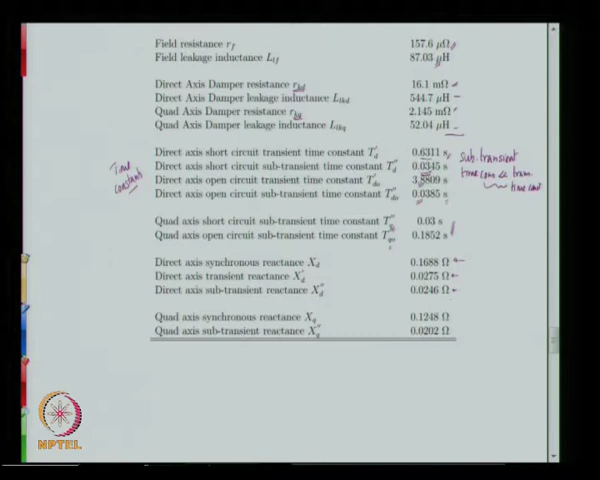 Field resistance r_f 157.6 μΩ
Field leakage inductance L_lf 87.03 μH
Direct Axis Damper resistance r_kd 16.1 mΩ
Direct Axis Damper leakage inductance L_lkd 544.7 μH
Quad Axis Damper resistance r_kq 2.145 mΩ
Quad Axis Damper leakage inductance L_lkq 52.04 μH
Direct axis short circuit transient time constant T'_d 0.6311 s
Direct axis short circuit sub-transient time constant T''_d 0.0345 s
Direct axis open circuit transient time constant T'_do 3.8809 s
Direct axis open circuit sub-transient time constant T''_do 0.0385 s
Time
constants
Sub.transient
time cons << tran.
time const
Quad axis short circuit sub-transient time constant T''_q 0.03 s
Quad axis open circuit sub-transient time constant T''_qo 0.1852 s
Direct axis synchronous reactance X_d 0.1688 Ω
Direct axis transient reactance X'_d 0.0275 Ω
Direct axis sub-transient reactance X''_d 0.0246 Ω
Quad axis synchronous reactance X_q 0.1248 Ω
Quad axis sub-transient reactance X''_q 0.0202 Ω
NPTEL